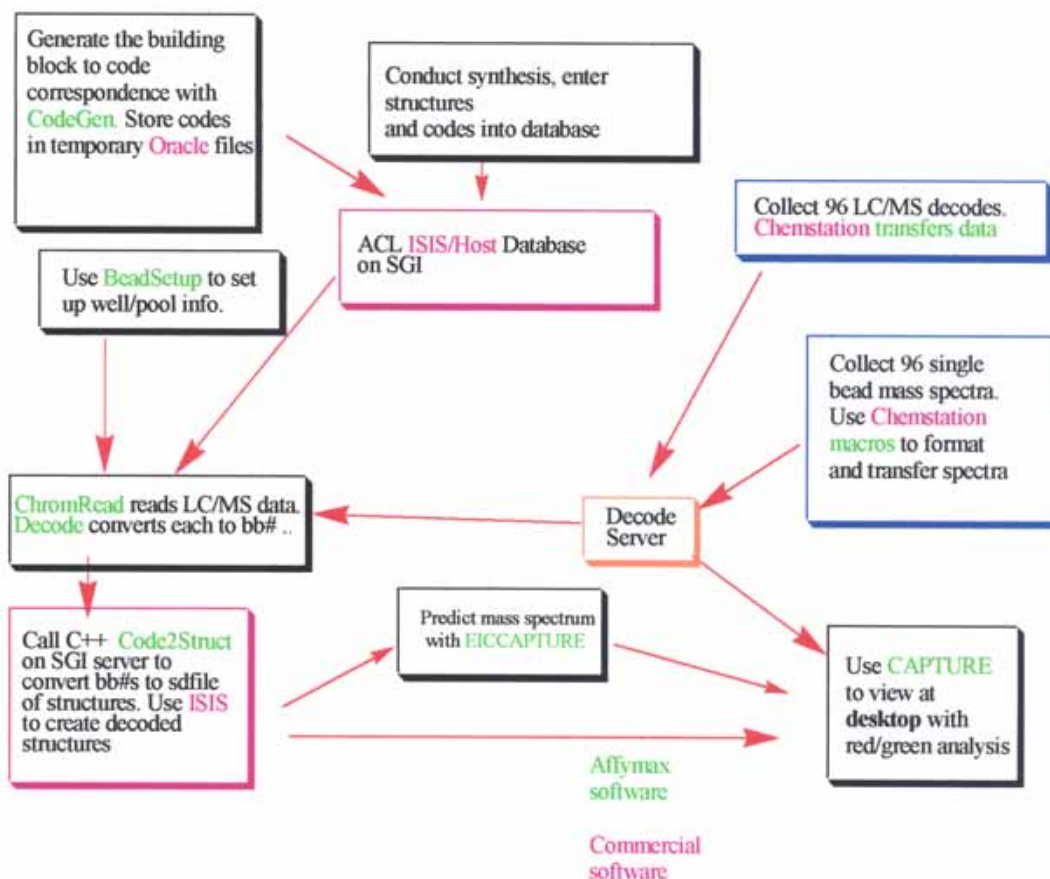 Generate the building
block to code
correspondence with
CodeGen. Store codes
in temporary Oracle files
Conduct synthesis, enter
structures
and codes into database
Collect 96 LC/MS decodes.
Chemstation transfers data
ACL ISIS/Host Database
on SGI
Use BeadSetup to set
up well/pool info.
Collect 96 single
bead mass spectra.
Use Chemstation
macros to format
and transfer spectra
ChromRead reads LC/MS data.
Decode converts each to bb# ..
Decode
Server
Call C++ Code2Struct
on SGI server to
convert bb#s to sdfile
of structures. Use ISIS
to create decoded
structures
Predict mass spectrum
with EICCAPTURE
Use CAPTURE
to view at
desktop with
red/green analysis
Affymax
software
Commercial
software